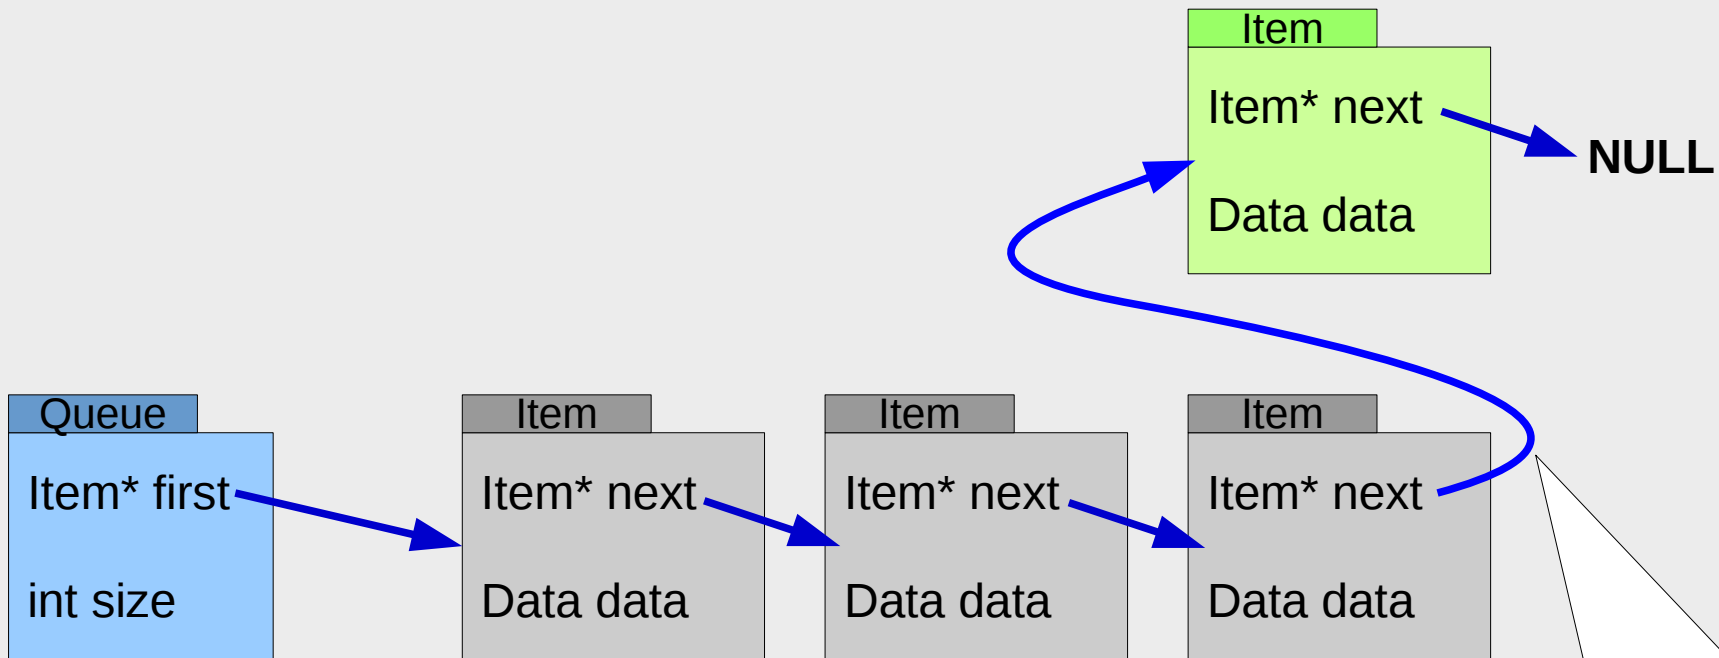 Item
Item* next
NULL
Data data
Queue
Item* first
int size
Item
Item* next
Data data
Item
Item* next
Data data
Item
Item* next
Data data